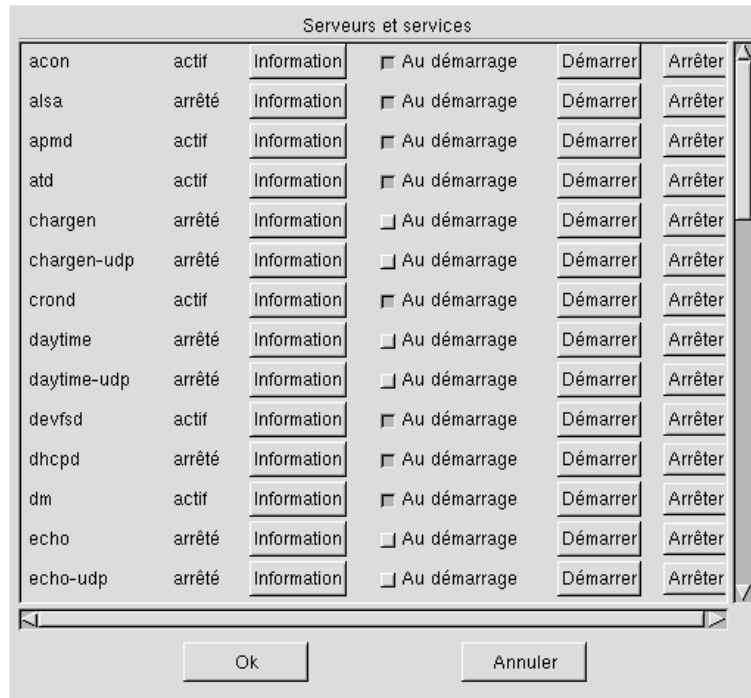 Serveurs et services
acon actif Information Au démarrage Démarrer Arrêter
alsa arrêté Information Au démarrage Démarrer Arrêter
apmd actif Information Au démarrage Démarrer Arrêter
atd actif Information Au démarrage Démarrer Arrêter
chargen arrêté Information Au démarrage Démarrer Arrêter
chargen-udp arrêté Information Au démarrage Démarrer Arrêter
crond actif Information Au démarrage Démarrer Arrêter
daytime arrêté Information Au démarrage Démarrer Arrêter
daytime-udp arrêté Information Au démarrage Démarrer Arrêter
devfsd actif Information Au démarrage Démarrer Arrêter
dhcpd arrêté Information Au démarrage Démarrer Arrêter
dm actif Information Au démarrage Démarrer Arrêter
echo arrêté Information Au démarrage Démarrer Arrêter
echo-udp arrêté Information Au démarrage Démarrer Arrêter
Ok Annuler